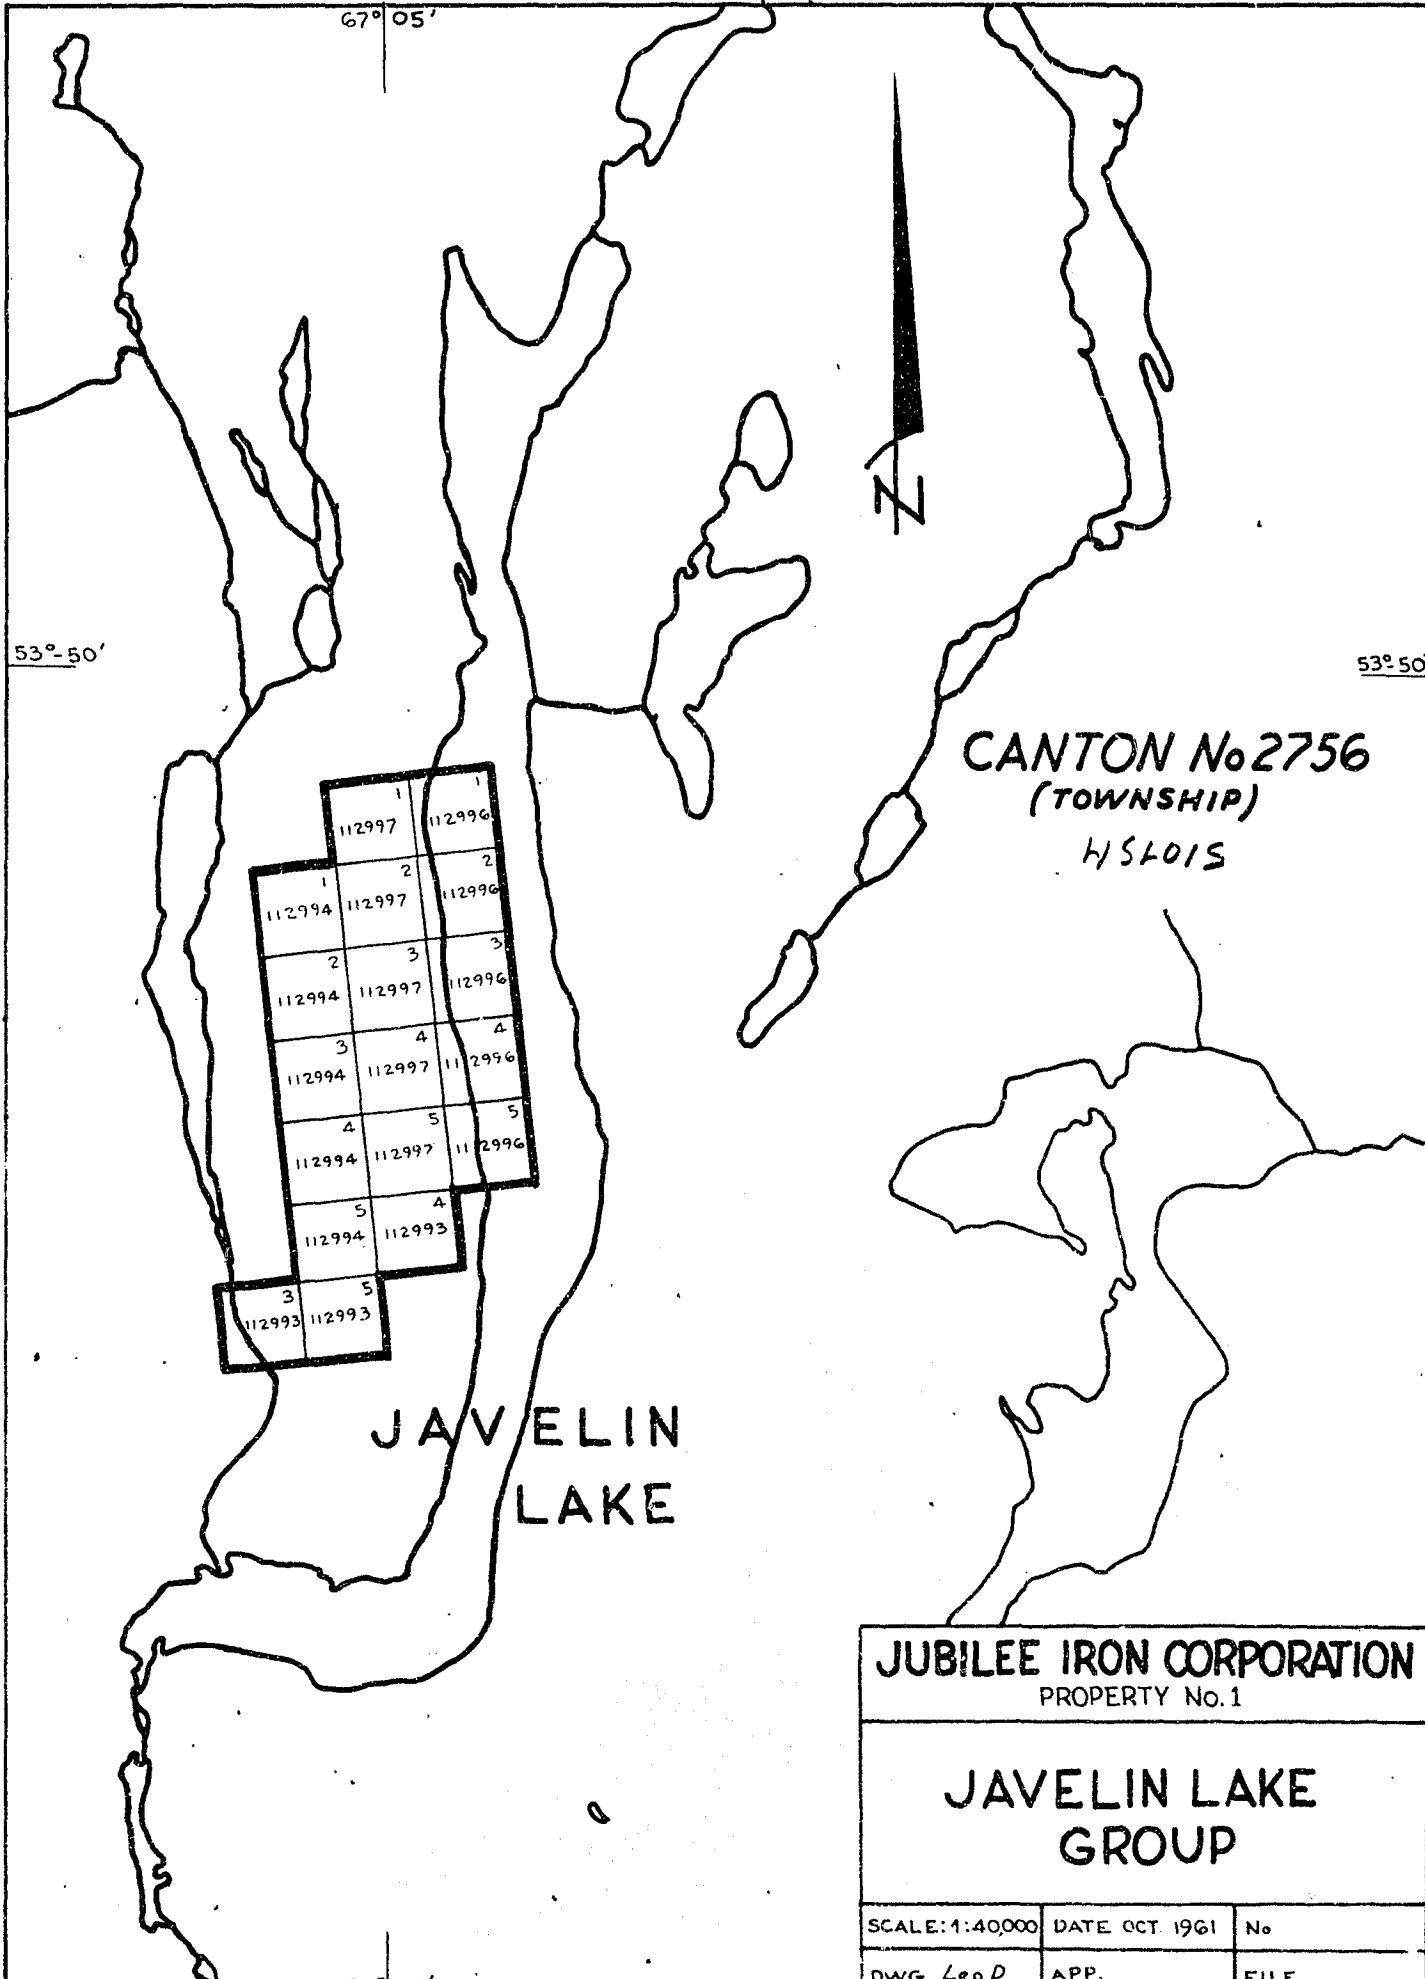 67° 05'
53°-50'
53°-50'
CANTON No 2756
(TOWNSHIP)
1 1
112997 112996
1 2 2
112994 112997 112996
2 3 3
112994 112997 112996
3 4 4
112994 112997 112996
4 5 5
112994 112997 112996
5 4
112994 112993
3 5
112993 112993
N
JAVELIN
LAKE
JUBILEE IRON CORPORATION
PROPERTY No. 1
JAVELIN LAKE
GROUP
SCALE: 1:40,000 DATE OCT. 1961 No
DWG. Leo D APP. FILE